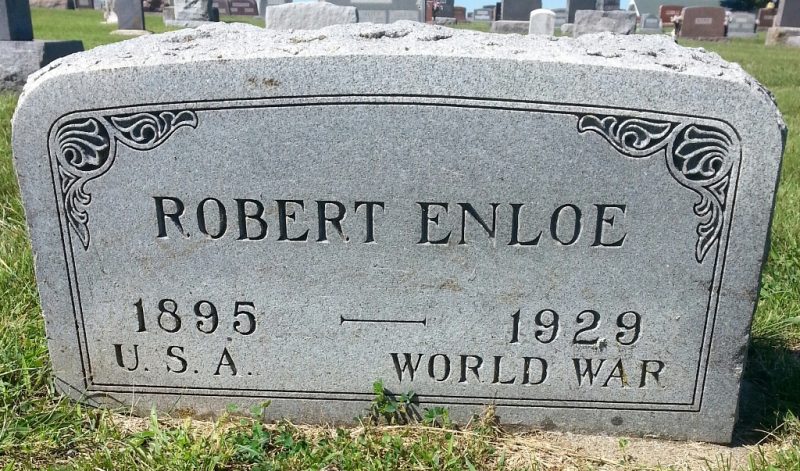 ROBERT ENLOE
1895 — 1929
U. S. A. WORLD WAR